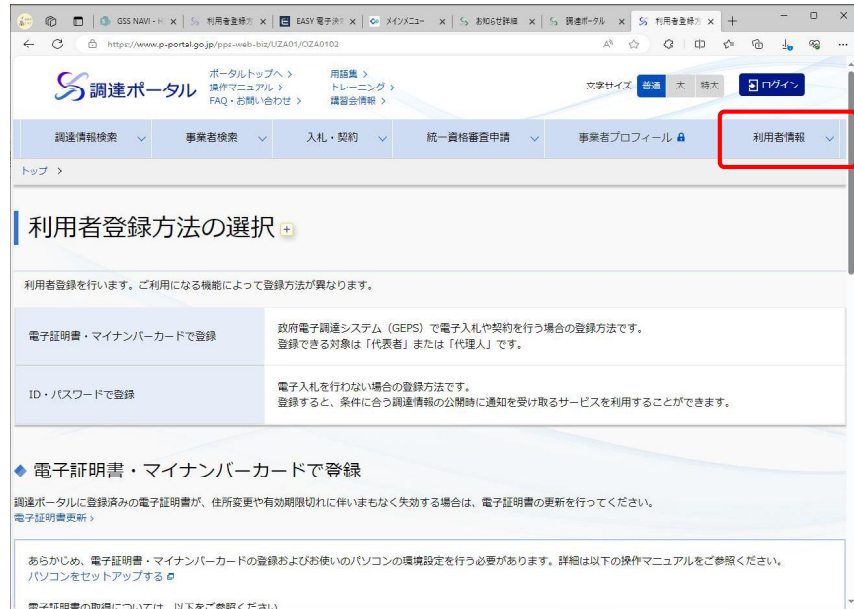 GSS NAVI - H
利用者登録方
EASY 電子決
メインメニュー
お知らせ詳細
調達ポータル
利用者登録方
https://www.p-portal.go.jp/pps-web-biz/UZA01/OZA0102
調達ポータル
ポータルトップへ >
操作マニュアル >
FAQ・お問い合わせ >
用語集 >
トレーニング >
講習会情報 >
文字サイズ 普通 大 特大
ログイン
調達情報検索 事業者検索 入札・契約 統一資格審査申請 事業者プロフィール 利用者情報
トップ >
利用者登録方法の選択
利用者登録を行います。ご利用になる機能によって登録方法が異なります。
電子証明書・マイナンバーカードで登録
政府電子調達システム（GEPS）で電子入札や契約を行う場合の登録方法です。
登録できる対象は「代表者」または「代理人」です。
ID・パスワードで登録
電子入札を行わない場合の登録方法です。
登録すると、条件に合う調達情報の公開時に通知を受け取るサービスを利用することができます。
電子証明書・マイナンバーカードで登録
調達ポータルに登録済みの電子証明書が、住所変更や有効期限切れに伴いまもなく失効する場合は、電子証明書の更新を行ってください。
電子証明書更新 >
あらかじめ、電子証明書・マイナンバーカードの登録およびお使いのパソコンの環境設定を行う必要があります。詳細は以下の操作マニュアルをご参照ください。
パソコンをセットアップする
電子証明書の取得については、以下をご参照ください